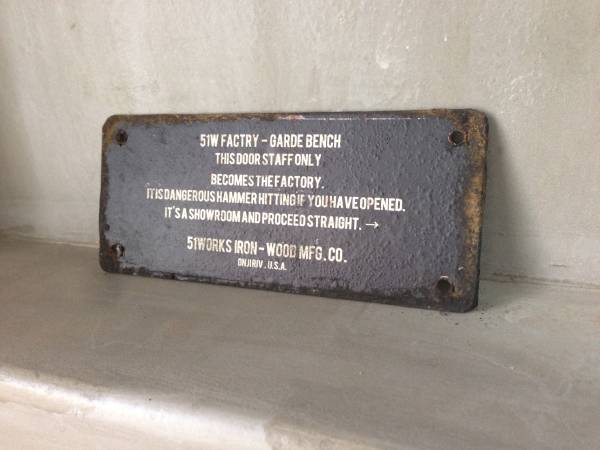 51W FACTRY - GARDE BENCH
THIS DOOR STAFF ONLY
BECOMES THE FACTORY.
IT IS DANGEROUS HAMMER HITTING IF YOU HAVE OPENED.
IT'S A SHOWROOM AND PROCEED STRAIGHT. →
51WORKS IRON-WOOD MFG. CO.
ONJIRIV. U.S.A.